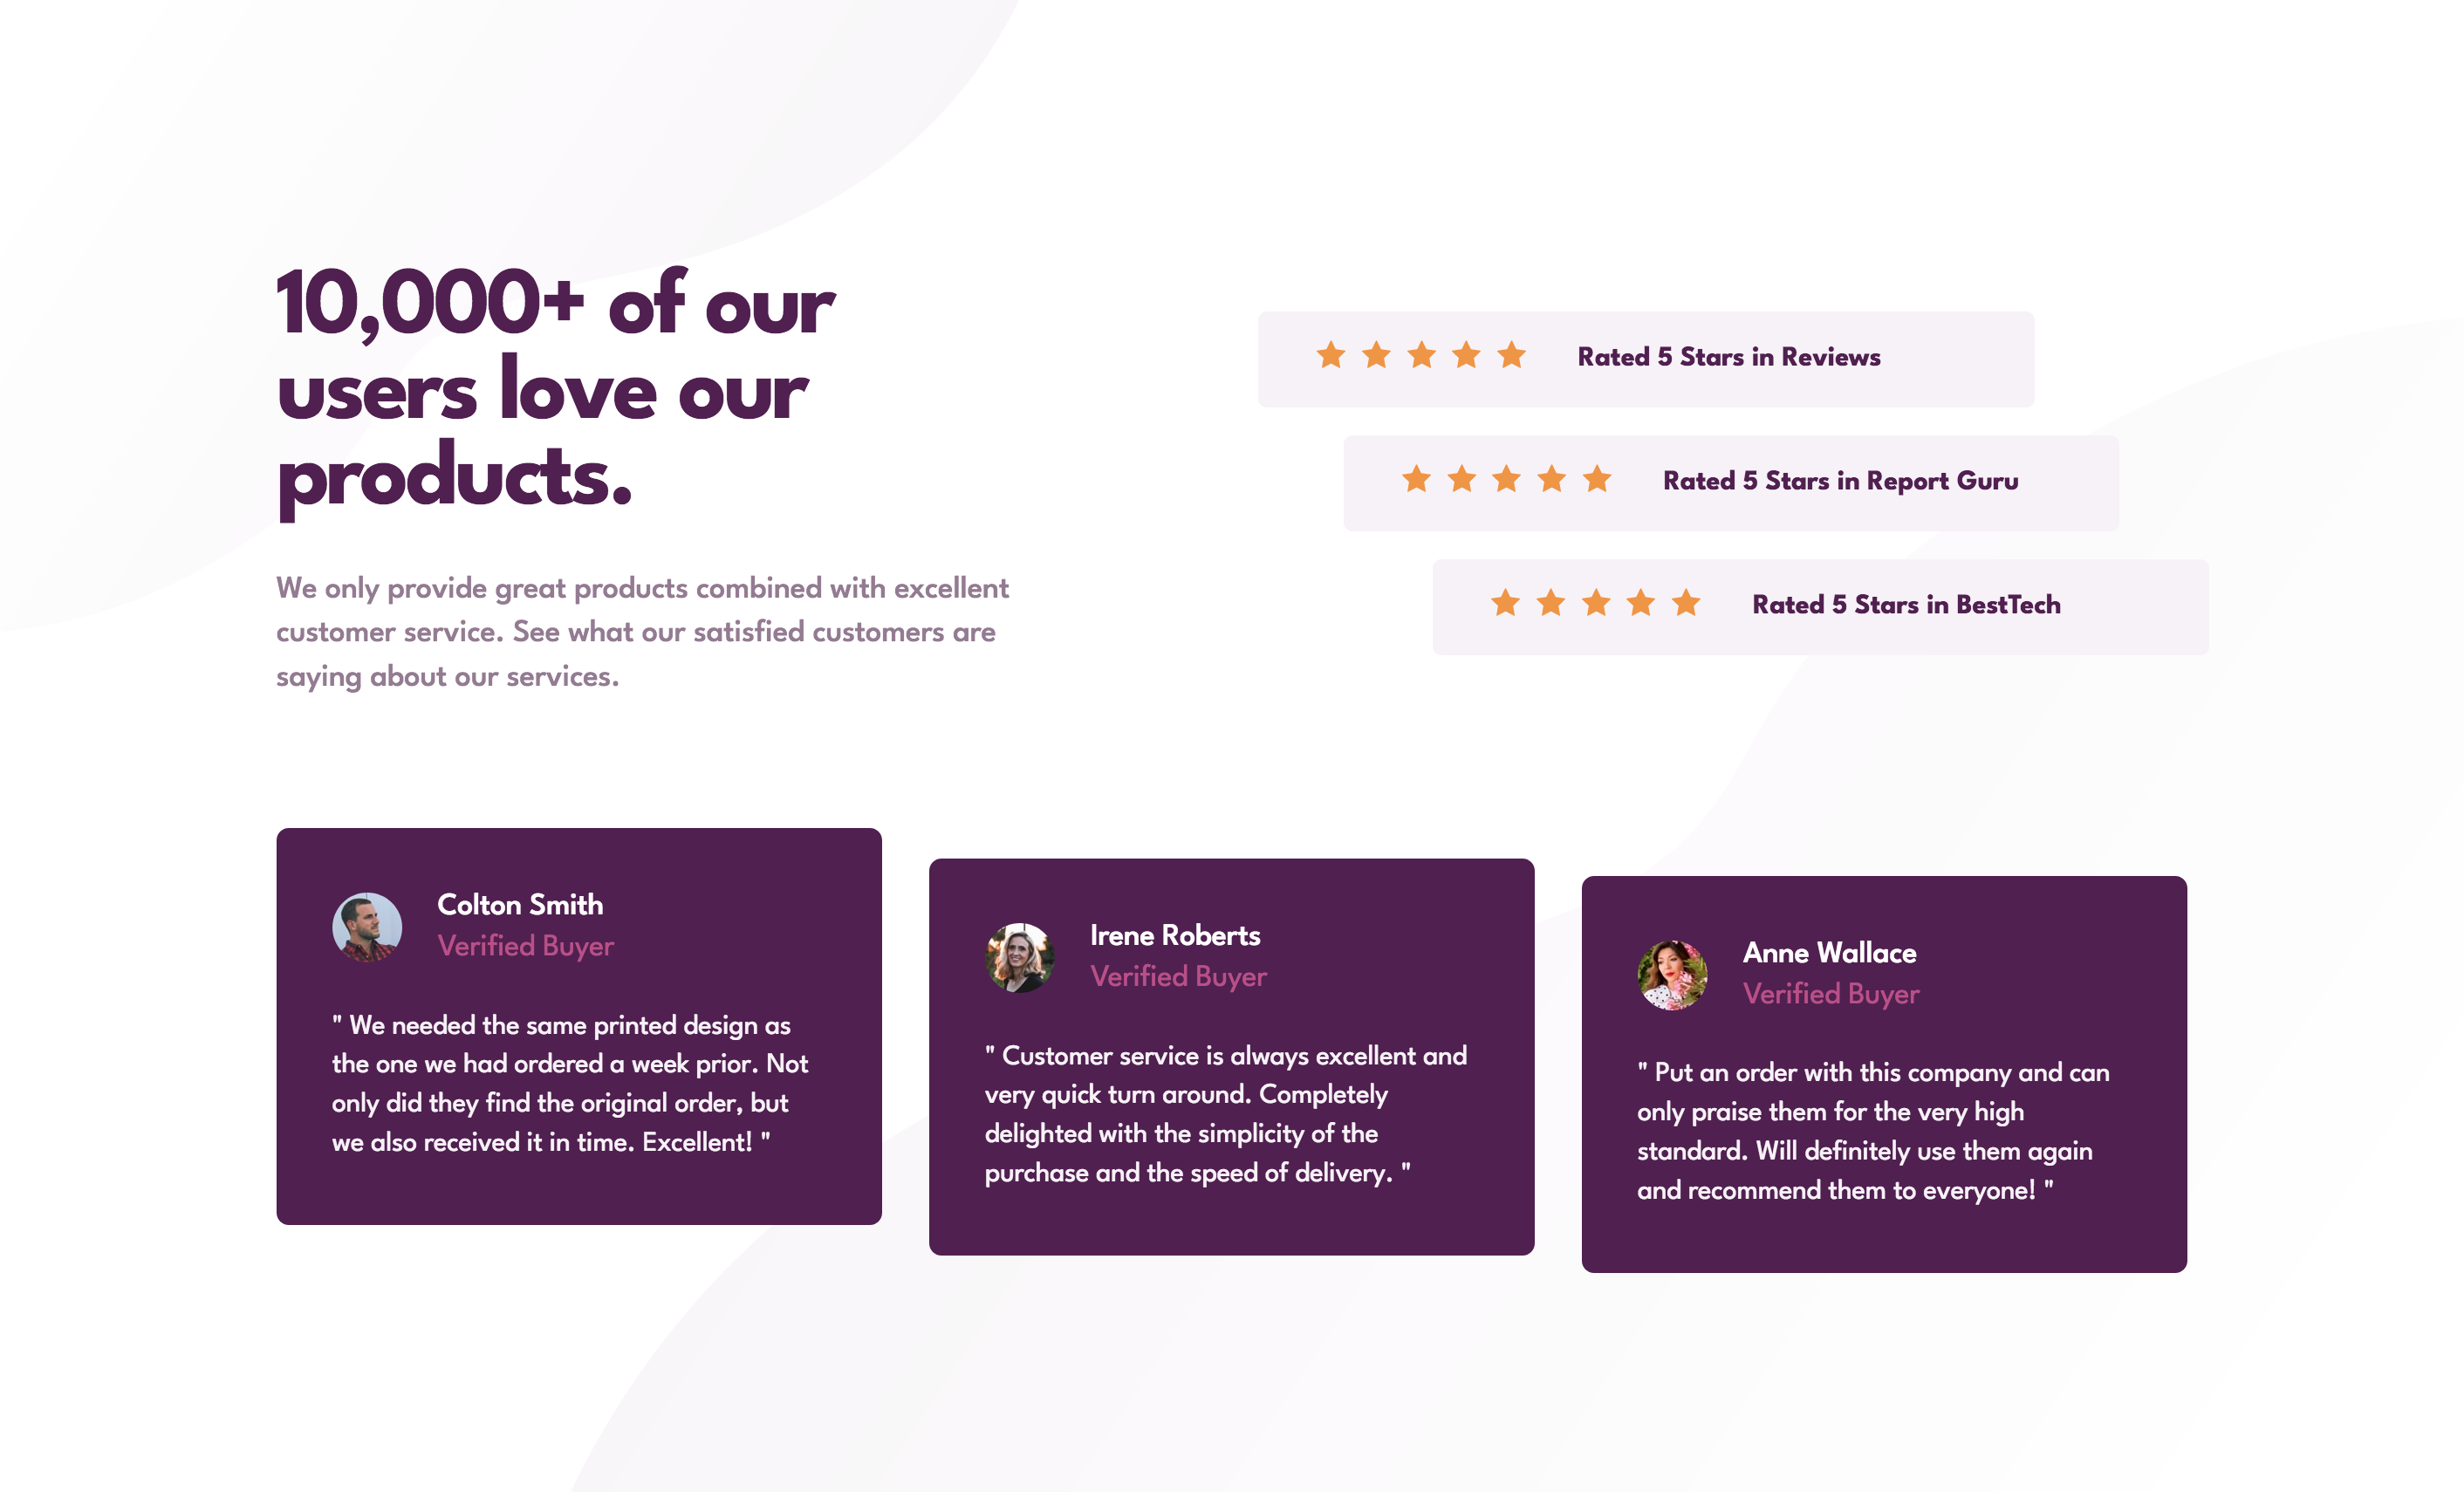 10,000+ of our
users love our
products.
We only provide great products combined with excellent
customer service. See what our satisfied customers are
saying about our services.
Rated 5 Stars in Reviews
Rated 5 Stars in Report Guru
Rated 5 Stars in BestTech
Colton Smith
Verified Buyer
" We needed the same printed design as
the one we had ordered a week prior. Not
only did they find the original order, but
we also received it in time. Excellent! "
Irene Roberts
Verified Buyer
" Customer service is always excellent and
very quick turn around. Completely
delighted with the simplicity of the
purchase and the speed of delivery. "
Anne Wallace
Verified Buyer
" Put an order with this company and can
only praise them for the very high
standard. Will definitely use them again
and recommend them to everyone! "